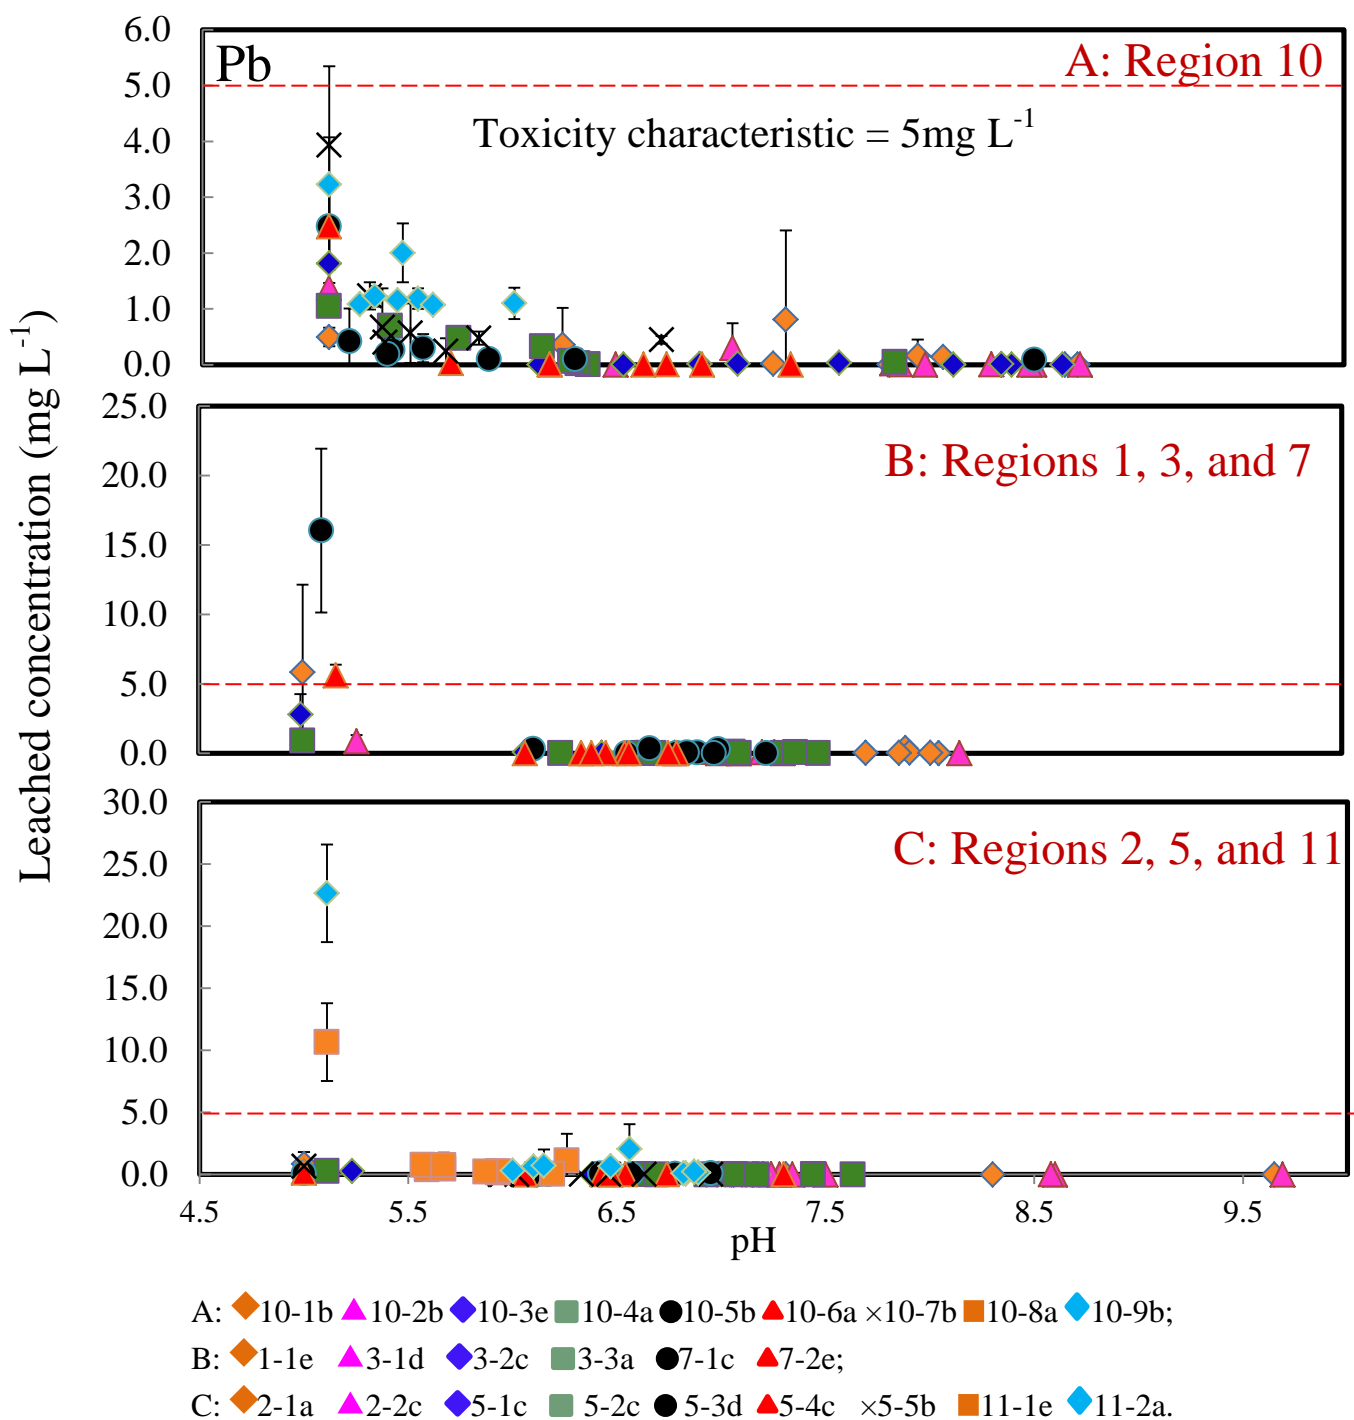 Leached concentration (mg L-1)
6.0
5.0
4.0
3.0
2.0
1.0
0.0
Pb
A: Region 10
Toxicity characteristic = 5mg L-1
25.0
20.0
15.0
10.0
5.0
0.0
B: Regions 1, 3, and 7
30.0
25.0
20.0
15.0
10.0
5.0
0.0
C: Regions 2, 5, and 11
4.5 5.5 6.5 7.5 8.5 9.5
pH
A: 10-1b 10-2b 10-3e 10-4a 10-5b 10-6a ×10-7b 10-8a 10-9b;
B: 1-1e 3-1d 3-2c 3-3a 7-1c 7-2e;
C: 2-1a 2-2c 5-1c 5-2c 5-3d 5-4c ×5-5b 11-1e 11-2a.